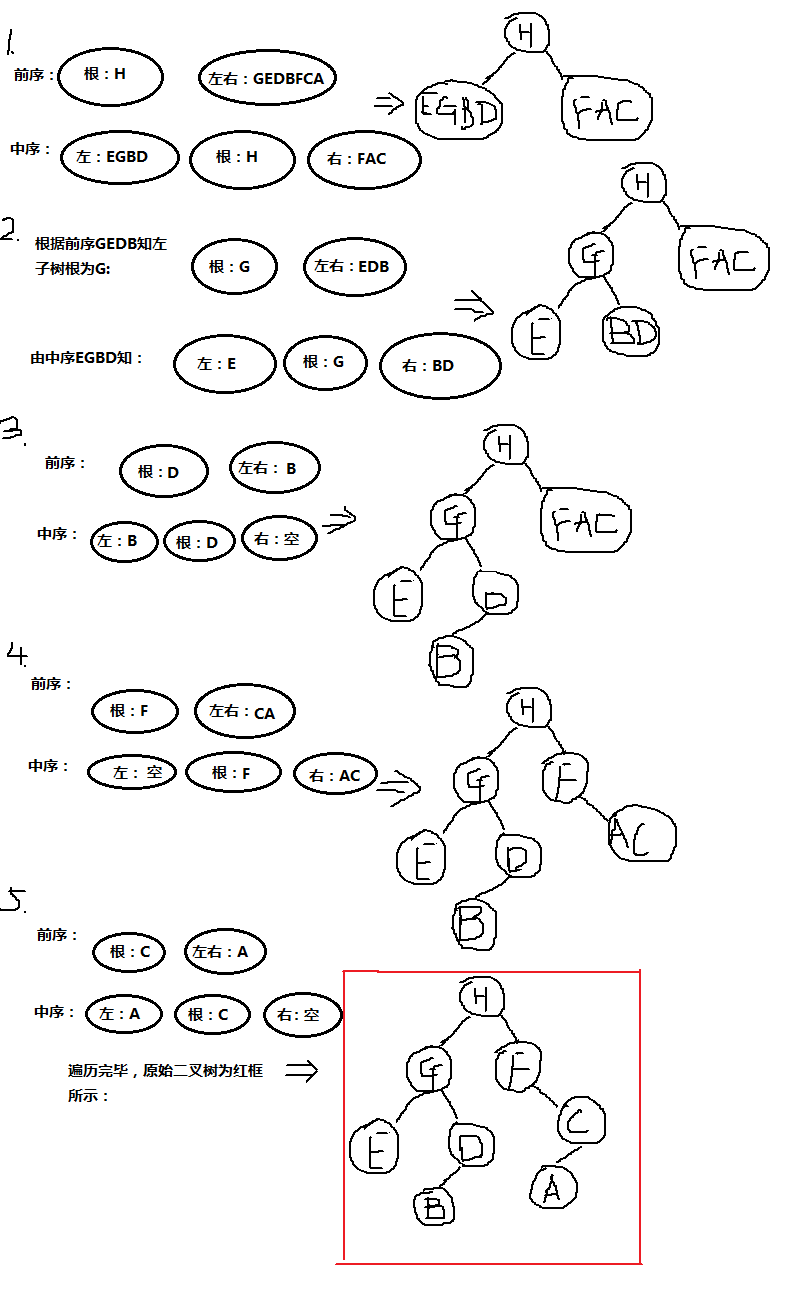 1.
前序： 根：H 左右：GEDBFCA
中序： 左：EGBD 根：H 右：FAC
H
EGBD FAC
2.
根据前序GEDB知左
子树根为G:
根：G 左右：EDB
由中序EGBD知： 左：E 根：G 右：BD
H
G FAC
E BD
3.
前序： 根：D 左右：B
中序： 左：B 根：D 右：空
H
G FAC
E D
B
4.
前序： 根：F 左右：CA
中序： 左：空 根：F 右：AC
H
G F
E D AC
B
5.
前序： 根：C 左右：A
中序： 左：A 根：C 右：空
遍历完毕，原始二叉树为红框
所示：
H
G F
E D C
B A